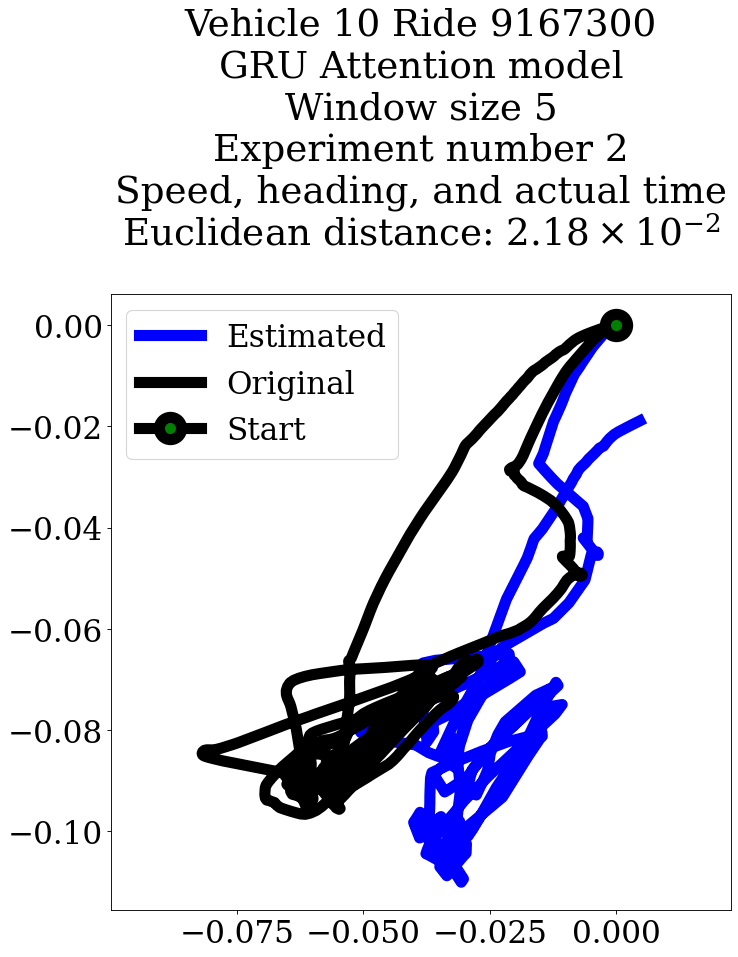 Vehicle 10 Ride 9167300
GRU Attention model
Window size 5
Experiment number 2
Speed, heading, and actual time
Euclidean distance: 2.18 × 10⁻²
Estimated
Original
Start
0.00
−0.02
−0.04
−0.06
−0.08
−0.10
−0.075 −0.050 −0.025 0.000